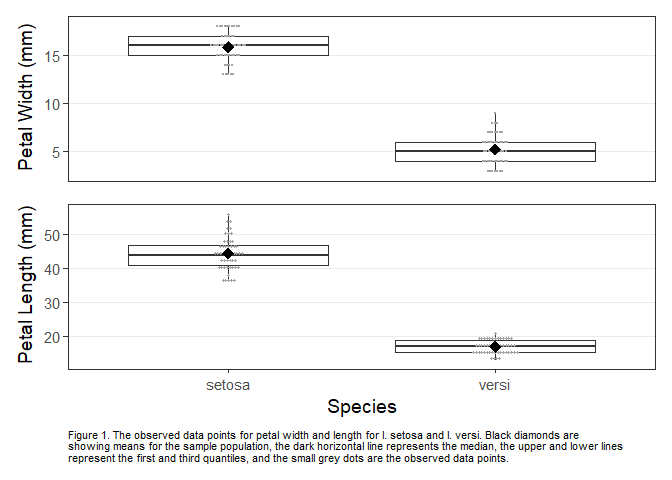 Petal Width (mm)
15
10
5
Petal Length (mm)
50
40
30
20
setosa versi
Species
Figure 1. The observed data points for petal width and length for I. setosa and I. versi. Black diamonds are
showing means for the sample population, the dark horizontal line represents the median, the upper and lower lines
represent the first and third quantiles, and the small grey dots are the observed data points.